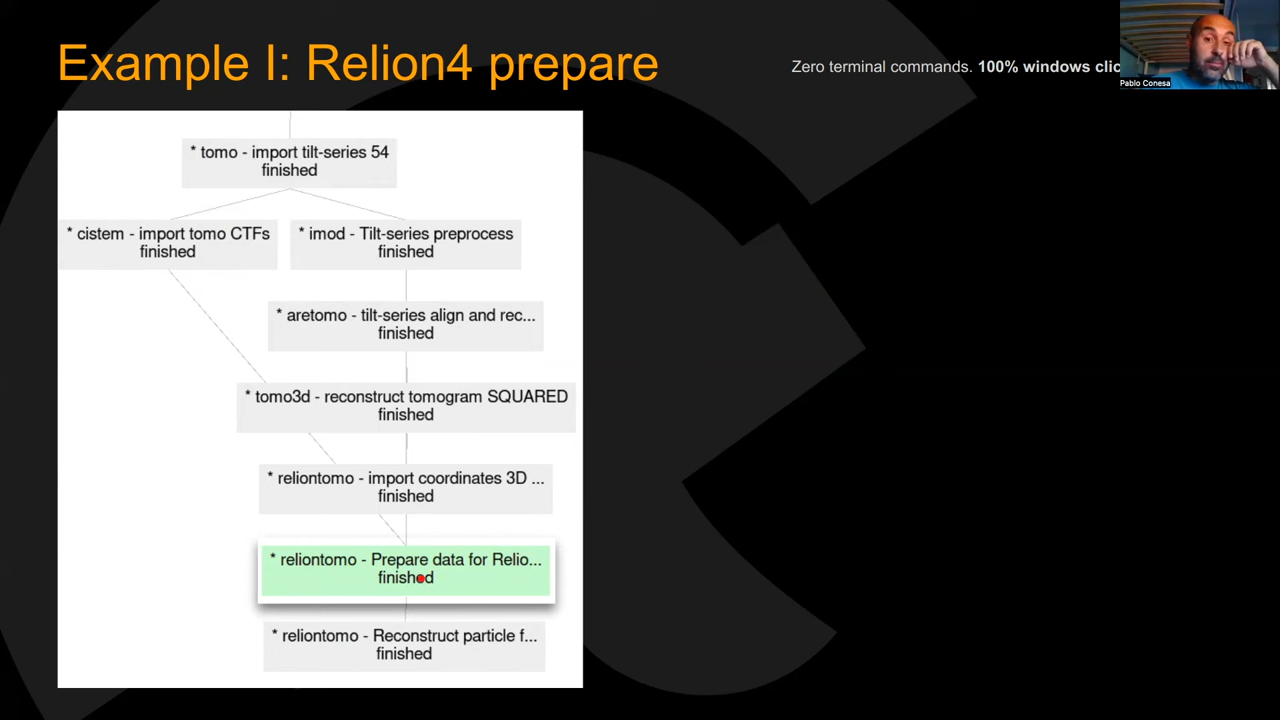 Example I: Relion4 prepare
Zero terminal commands. 100% windows clic
Pablo Conesa
* tomo - import tilt-series 54
finished
* cistem - import tomo CTFs
finished
* imod - Tilt-series preprocess
finished
* aretomo - tilt-series align and rec...
finished
* tomo3d - reconstruct tomogram SQUARED
finished
* reliontomo - import coordinates 3D ...
finished
* reliontomo - Prepare data for Relio...
finished
* reliontomo - Reconstruct particle f...
finished